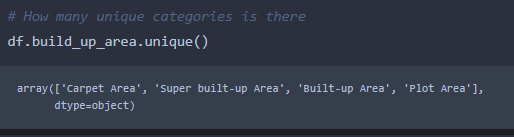 # How many unique categories is there
df.build_up_area.unique()
array(['Carpet Area', 'Super built-up Area', 'Built-up Area', 'Plot Area'],
dtype=object)